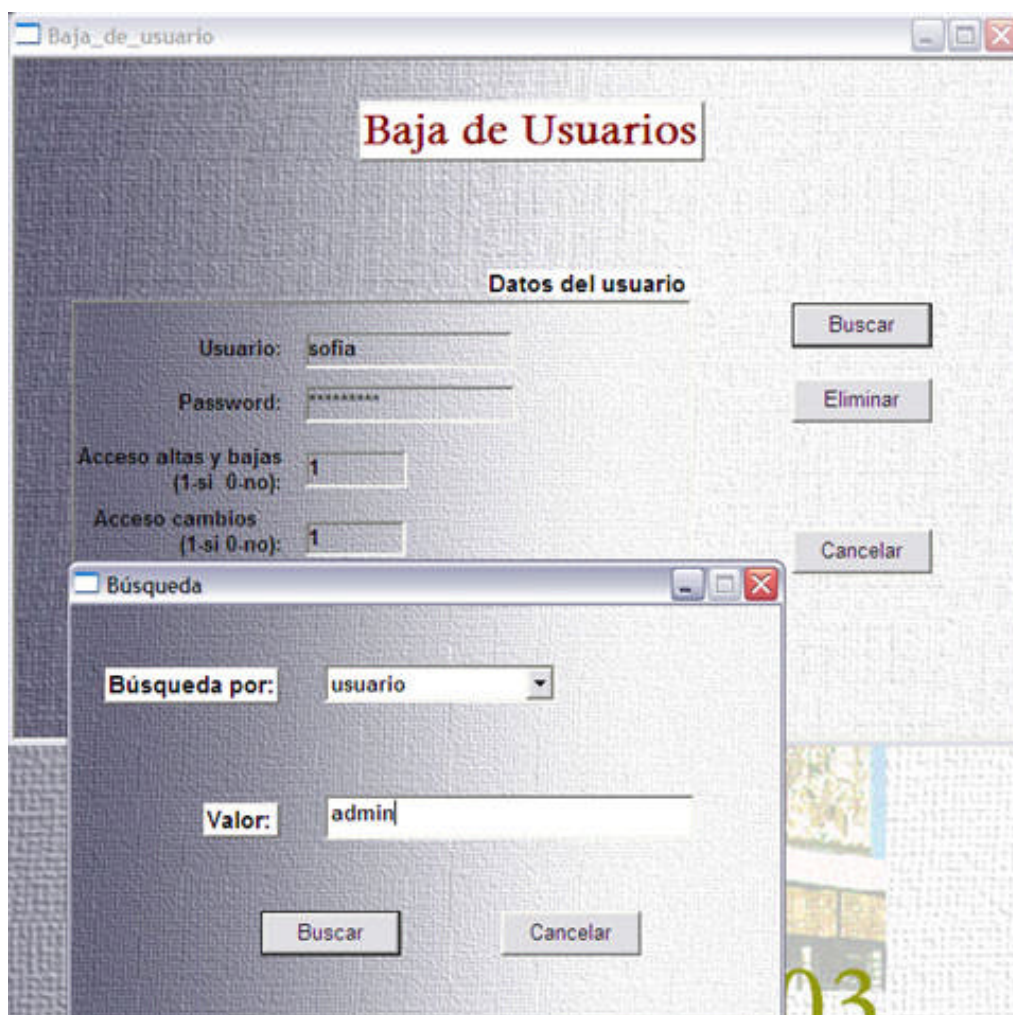 Baja_de_usuario
Baja de Usuarios
Datos del usuario
Usuario: sofia
Buscar
Password: *********
Eliminar
Acceso altas y bajas
(1-si 0-no): 1
Acceso cambios
(1-si 0-no): 1
Cancelar
Búsqueda
Búsqueda por: usuario
Valor: admin
Buscar Cancelar
03